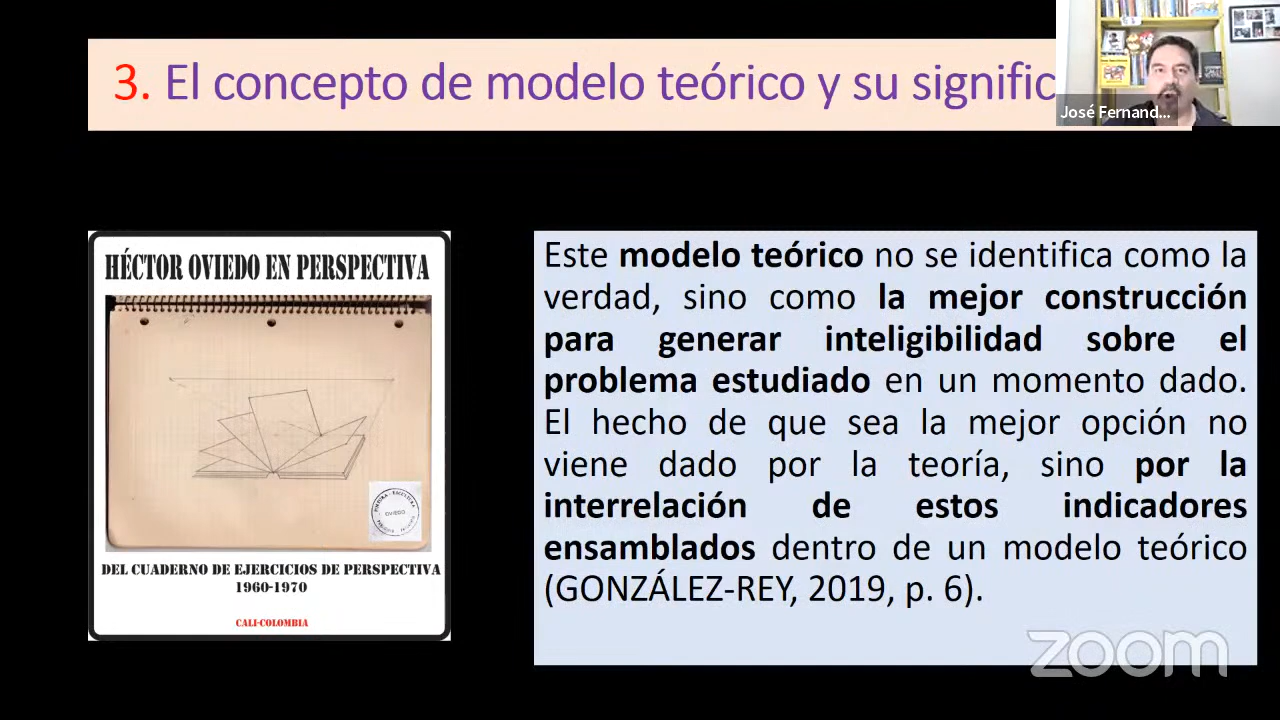 3. El concepto de modelo teórico y su signific
José Fernand...
HÉCTOR OVIEDO EN PERSPECTIVA
OVIEDO
DEL CUADERNO DE EJERCICIOS DE PERSPECTIVA
1960-1970
CALI-COLOMBIA
Este modelo teórico no se identifica como la
verdad, sino como la mejor construcción
para generar inteligibilidad sobre el
problema estudiado en un momento dado.
El hecho de que sea la mejor opción no
viene dado por la teoría, sino por la
interrelación de estos indicadores
ensamblados dentro de un modelo teórico
(GONZÁLEZ-REY, 2019, p. 6).
zoom